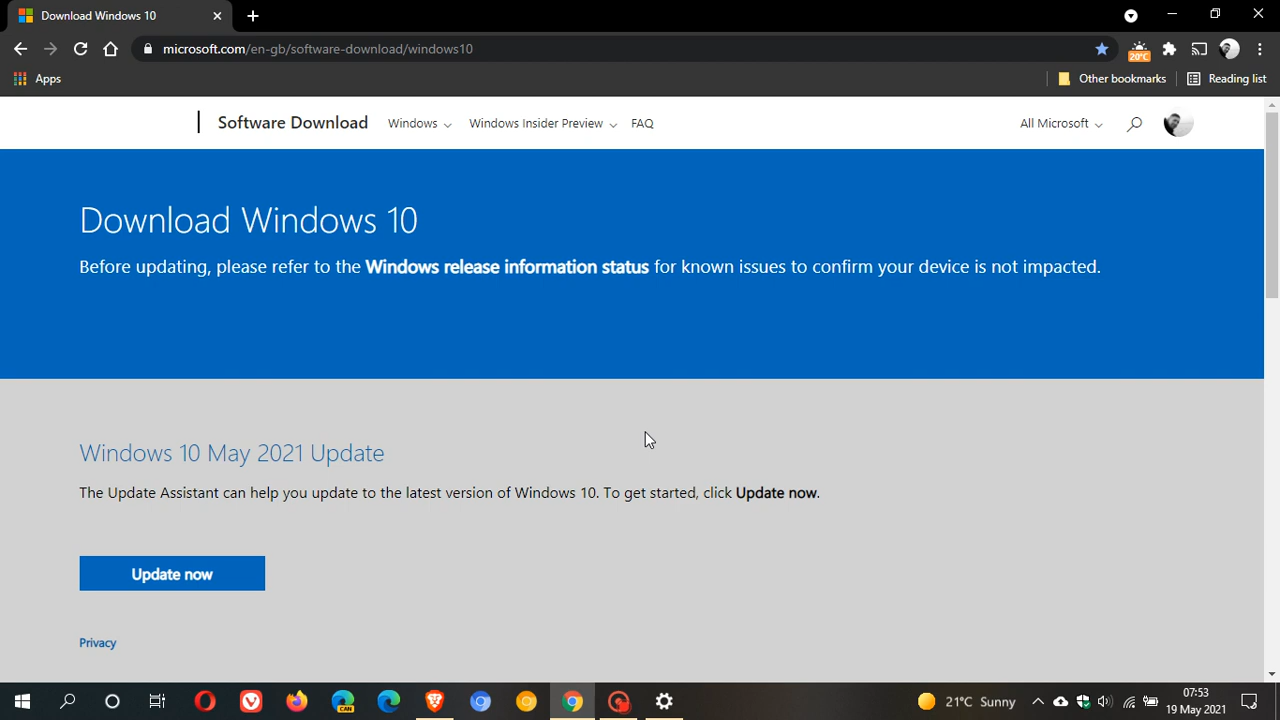 Download Windows 10
microsoft.com/en-gb/software-download/windows10
20°C
Apps
Other bookmarks
Reading list
Software Download
Windows
Windows Insider Preview
FAQ
All Microsoft
Download Windows 10
Before updating, please refer to the Windows release information status for known issues to confirm your device is not impacted.
Windows 10 May 2021 Update
The Update Assistant can help you update to the latest version of Windows 10. To get started, click Update now.
Update now
Privacy
CAN
21°C Sunny
07:53
19 May 2021